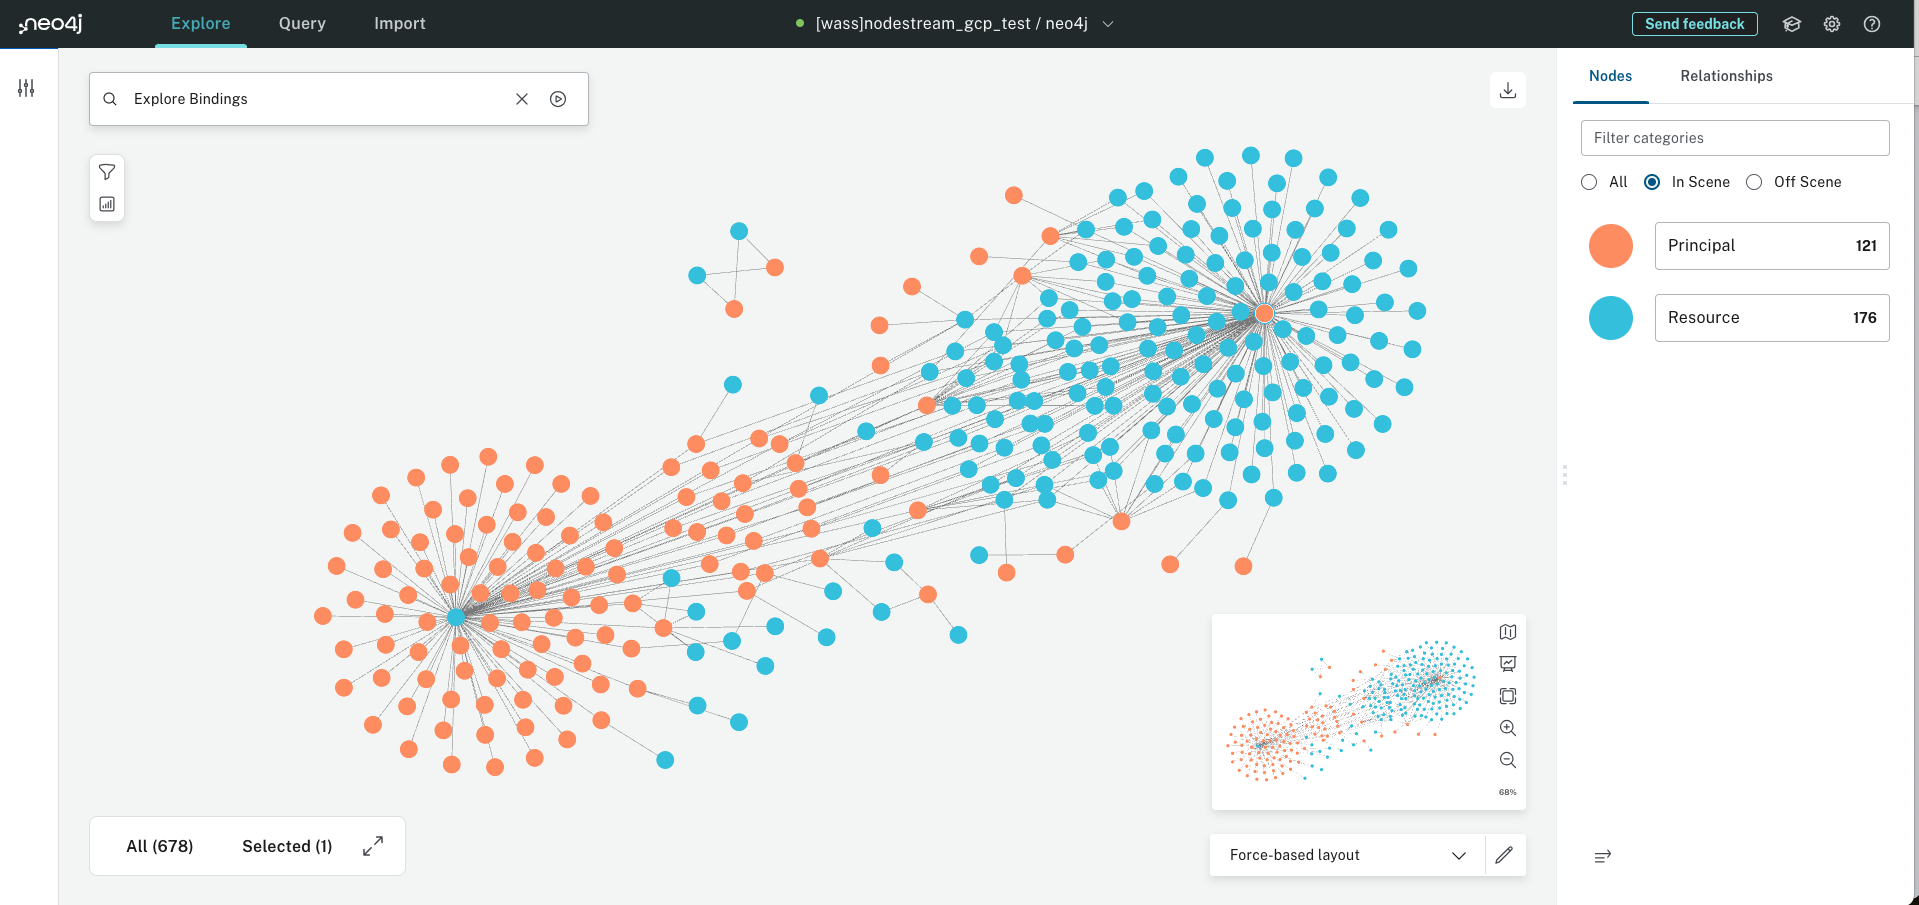 neo4j
Explore
Query
Import
[wass]nodestream_gcp_test / neo4j
Send feedback
Explore Bindings
Nodes
Relationships
Filter categories
All
In Scene
Off Scene
Principal 121
Resource 176
68%
All (678)
Selected (1)
Force-based layout